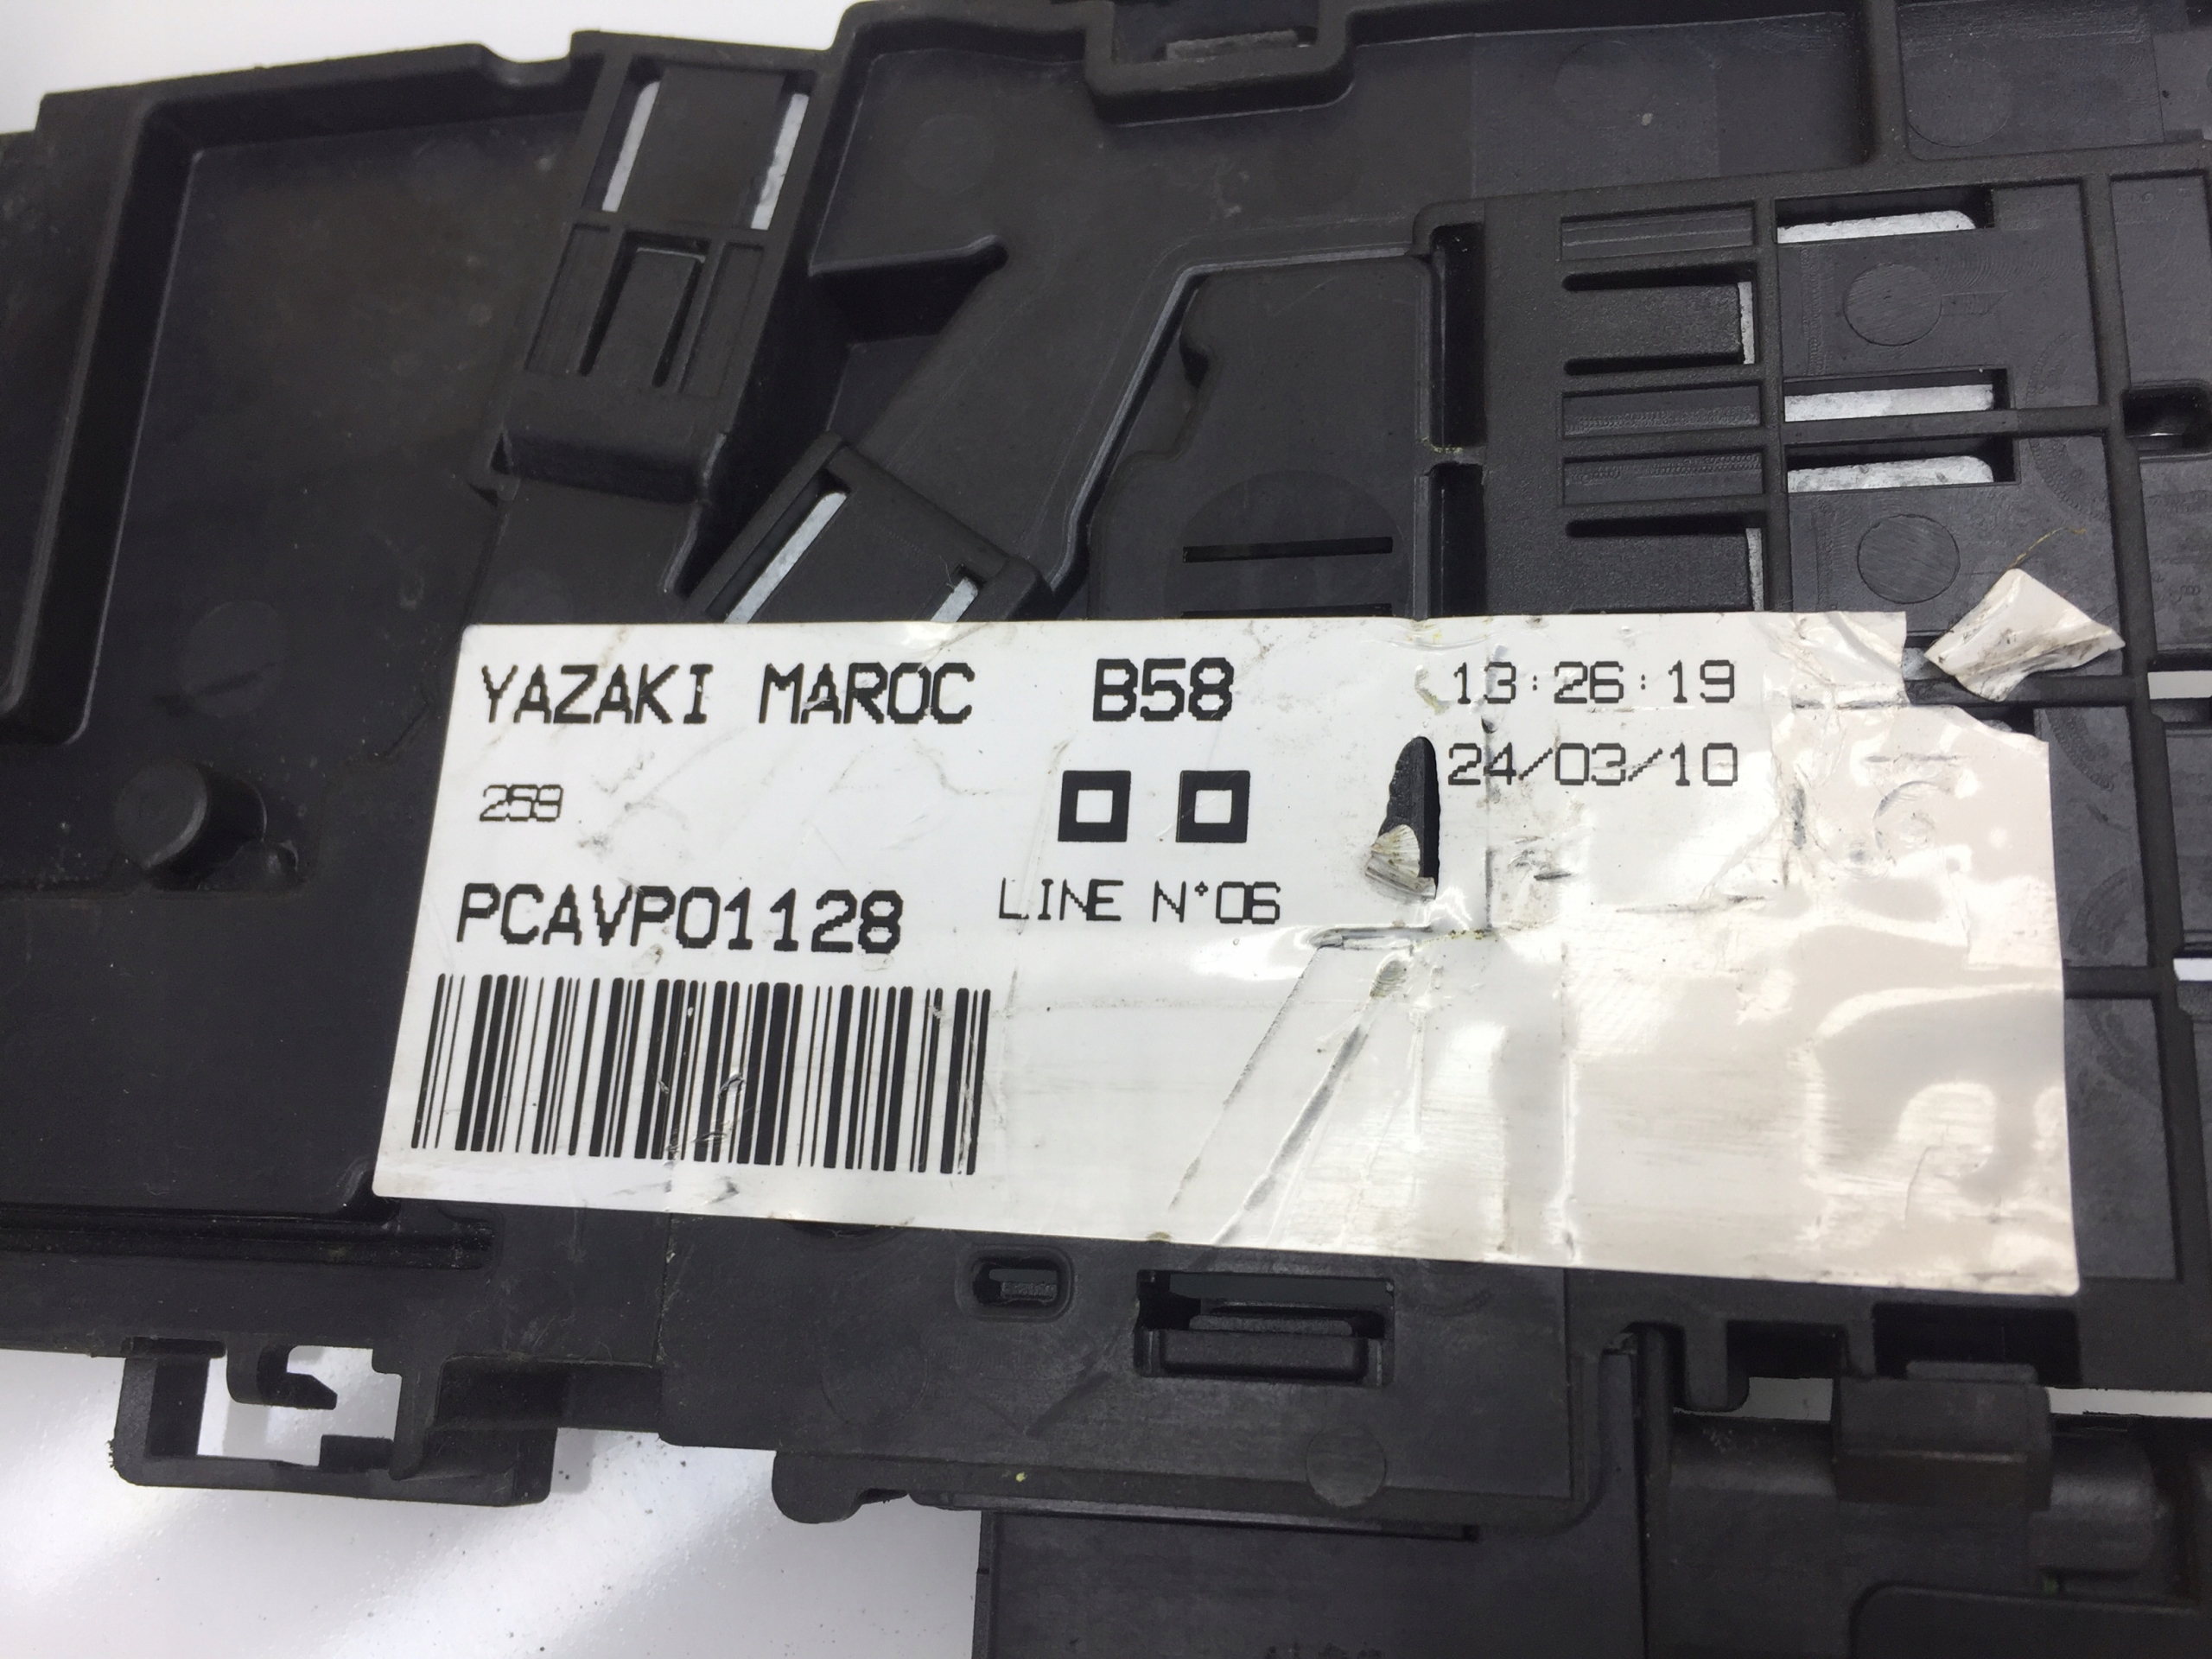 YAZAKI MAROC B58 13:26:19
259 24/03/10
PCAVP01128 LINE N°06